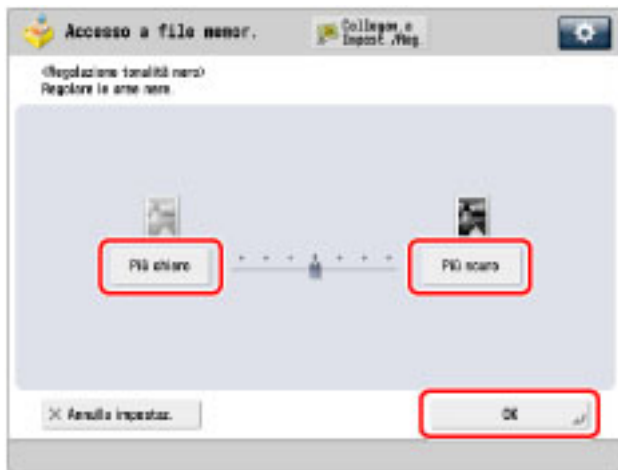 Accesso a file memor.
Collegam. e
Impost./Reg.
<Regolazione tonalità nero>
Regolare le aree nere.
Più chiaro
Più scuro
Annulla impostaz.
OK